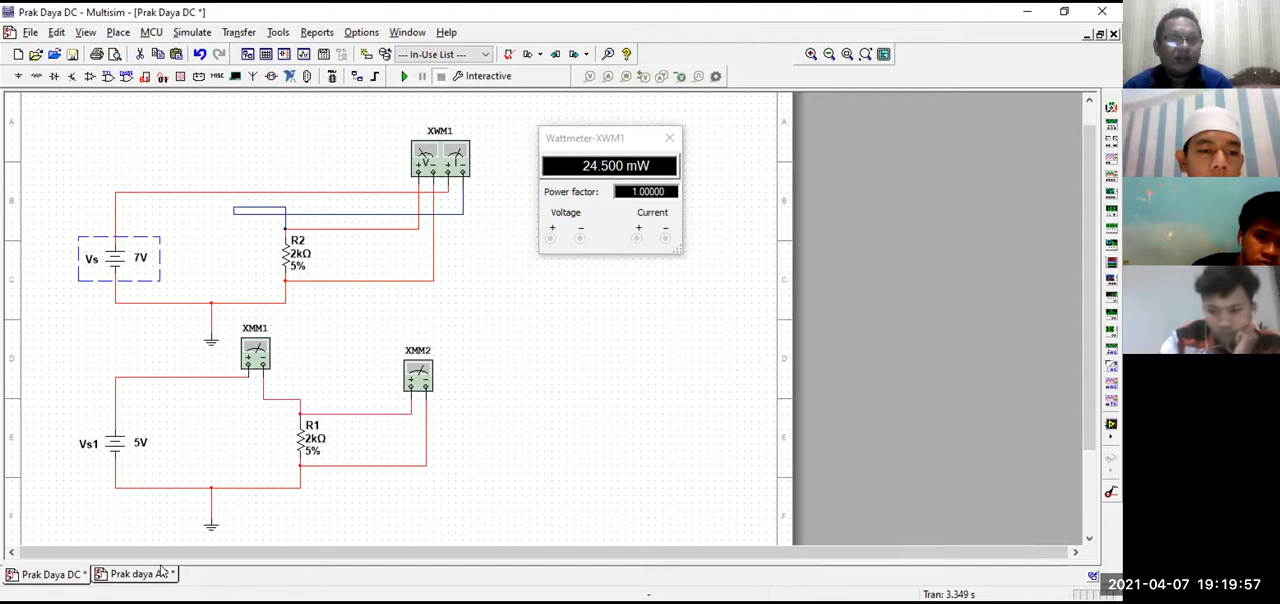 Prak Daya DC - Multisim - [Prak Daya DC *]
File Edit View Place MCU Simulate Transfer Tools Reports Options Window Help
--- In-Use List ---
MISC
Interactive
A
B
C
D
E
F
A
B
C
D
E
F
XWM1
V
I
+ - + -
Vs
7V
R2
2kΩ
5%
Wattmeter-XWM1
24.500 mW
Power factor:
1.00000
Voltage
Current
+ - + -
XMM1
+ -
XMM2
+ -
Vs1
5V
R1
2kΩ
5%
Prak Daya DC *
Prak daya
Tran: 3.349 s
2021-04-07 19:19:57